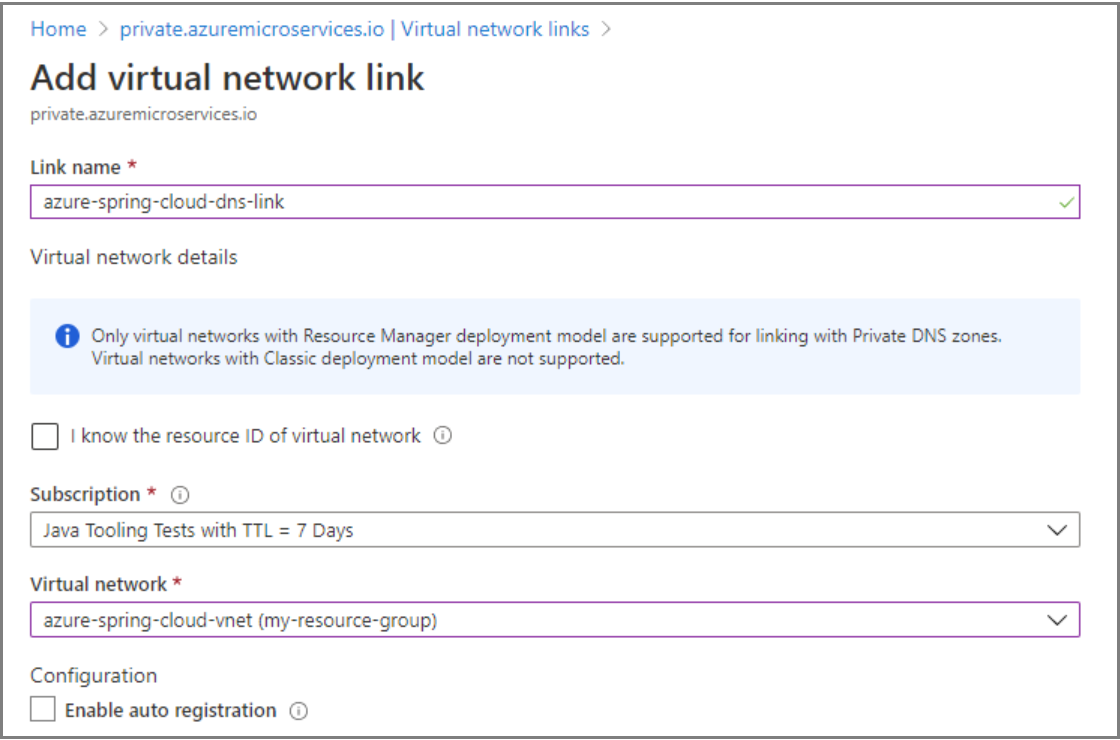 Home > private.azuremicroservices.io | Virtual network links >
Add virtual network link
private.azuremicroservices.io
Link name *
azure-spring-cloud-dns-link
Virtual network details
Only virtual networks with Resource Manager deployment model are supported for linking with Private DNS zones.
Virtual networks with Classic deployment model are not supported.
I know the resource ID of virtual network
Subscription *
Java Tooling Tests with TTL = 7 Days
Virtual network *
azure-spring-cloud-vnet (my-resource-group)
Configuration
Enable auto registration